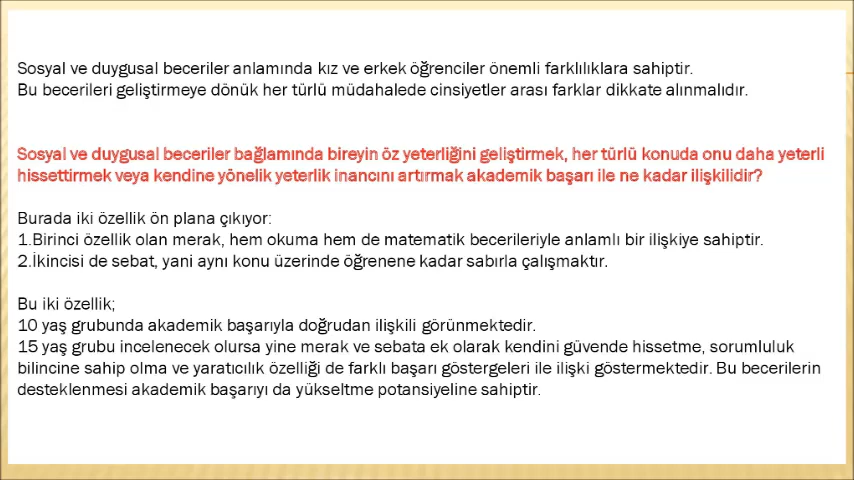 Sosyal ve duygusal beceriler anlamında kız ve erkek öğrenciler önemli farklılıklara sahiptir.
Bu becerileri geliştirmeye dönük her türlü müdahalede cinsiyetler arası farklar dikkate alınmalıdır.
Sosyal ve duygusal beceriler bağlamında bireyin öz yeterliğini geliştirmek, her türlü konuda onu daha yeterli
hissettirmek veya kendine yönelik yeterlik inancını artırmak akademik başarı ile ne kadar ilişkilidir?
Burada iki özellik ön plana çıkıyor:
1.Birinci özellik olan merak, hem okuma hem de matematik becerileriyle anlamlı bir ilişkiye sahiptir.
2.İkincisi de sebat, yani aynı konu üzerinde öğrenene kadar sabırla çalışmaktır.
Bu iki özellik;
10 yaş grubunda akademik başarıyla doğrudan ilişkili görünmektedir.
15 yaş grubu incelenecek olursa yine merak ve sebata ek olarak kendini güvende hissetme, sorumluluk
bilincine sahip olma ve yaratıcılık özelliği de farklı başarı göstergeleri ile ilişki göstermektedir. Bu becerilerin
desteklenmesi akademik başarıyı da yükseltme potansiyeline sahiptir.